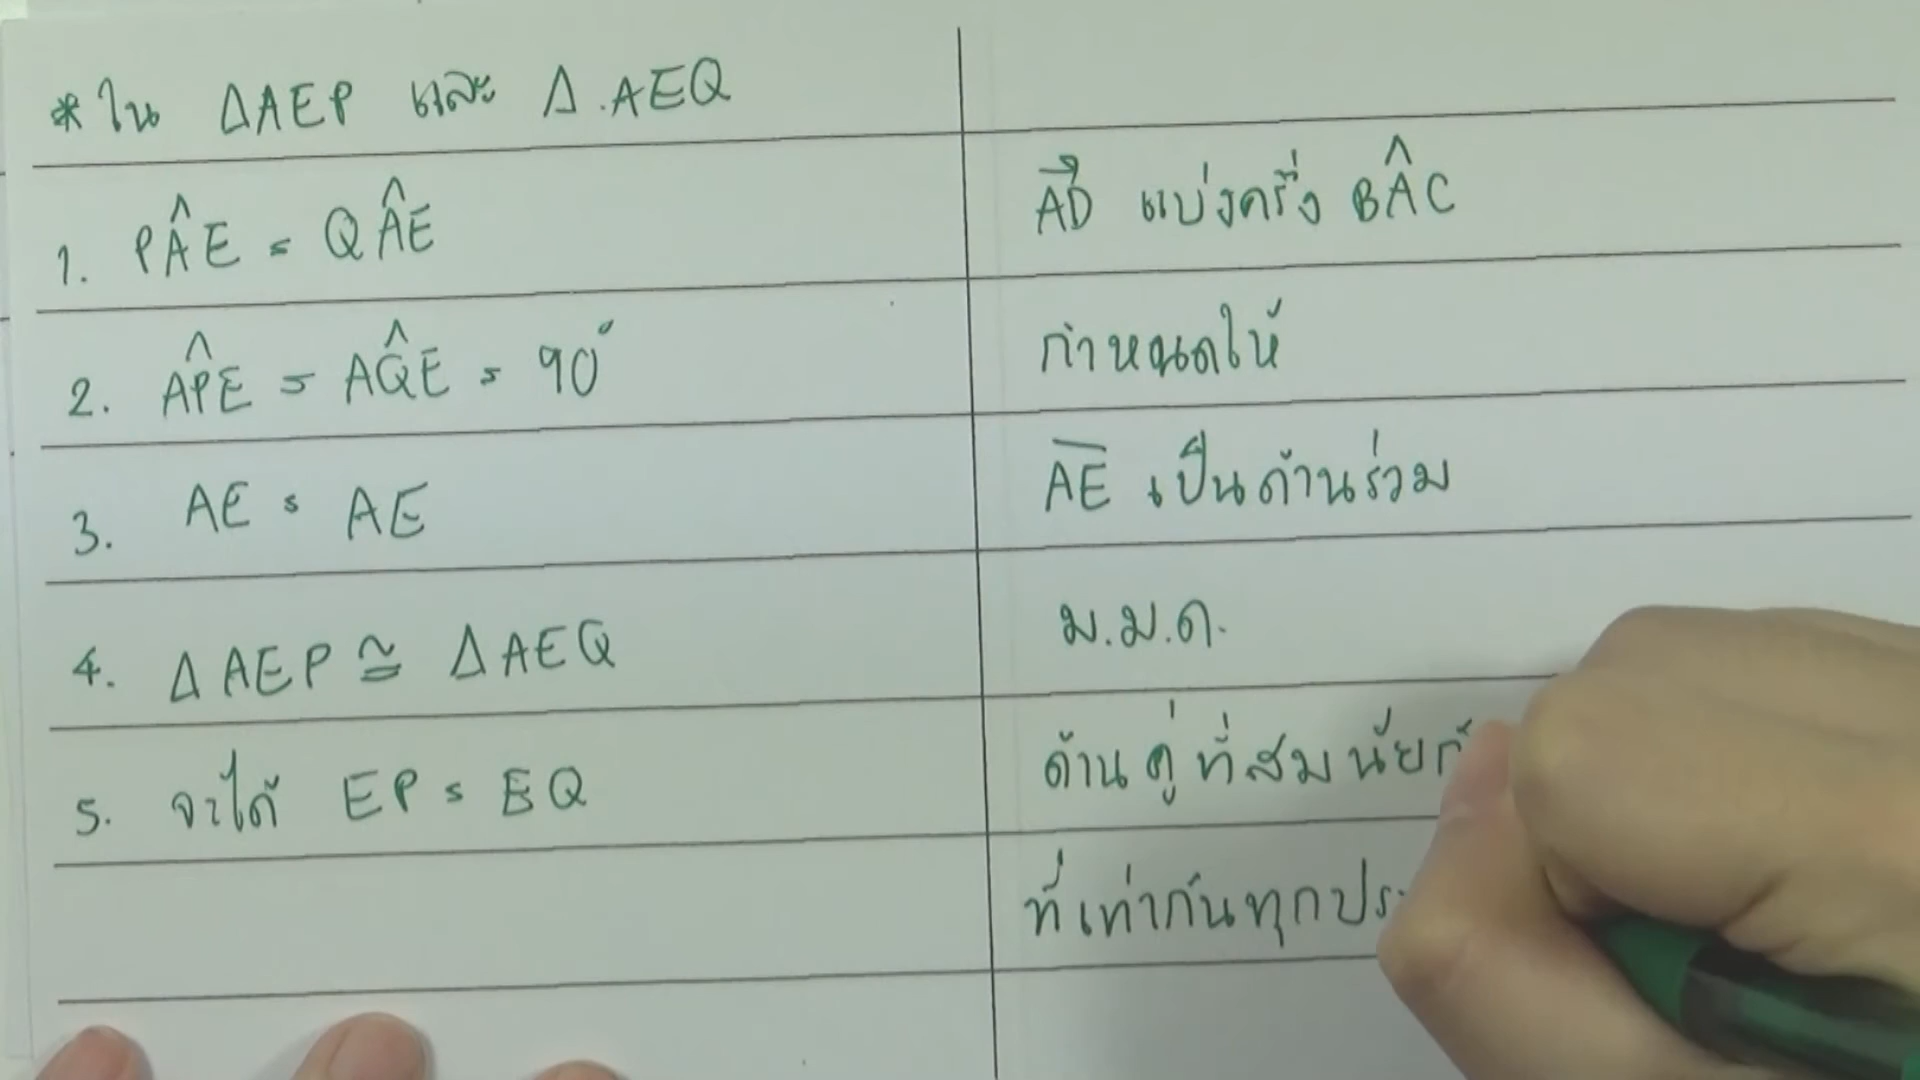 *ใน ΔAEP และ Δ.AEQ
1. PÂE = QÂE
AD⃗ แบ่งครึ่ง BÂC
2. AP̂E = AQ̂E = 90°
กำหนดให้
3. AE = AE
A̅E̅ เป็นด้านร่วม
4. ΔAEP ≅ ΔAEQ
ม.ม.ด.
5. จะได้ EP = EQ
ด้านคู่ที่สมนัยกั
ที่เท่ากันทุกประ